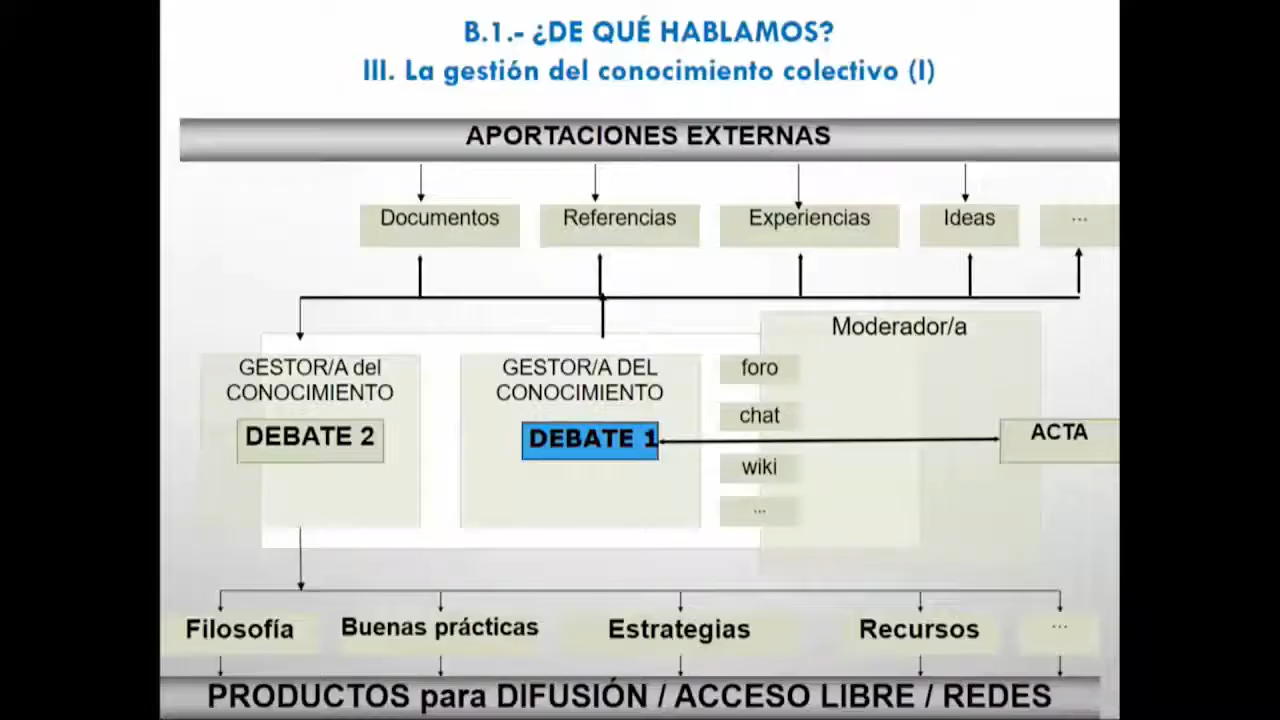 B.1.- ¿DE QUÉ HABLAMOS?
III. La gestión del conocimiento colectivo (I)
APORTACIONES EXTERNAS
Documentos
Referencias
Experiencias
Ideas
...
Moderador/a
GESTOR/A del
CONOCIMIENTO
DEBATE 2
GESTOR/A DEL
CONOCIMIENTO
DEBATE 1
foro
chat
wiki
...
ACTA
Filosofía
Buenas prácticas
Estrategias
Recursos
...
PRODUCTOS para DIFUSIÓN / ACCESO LIBRE / REDES